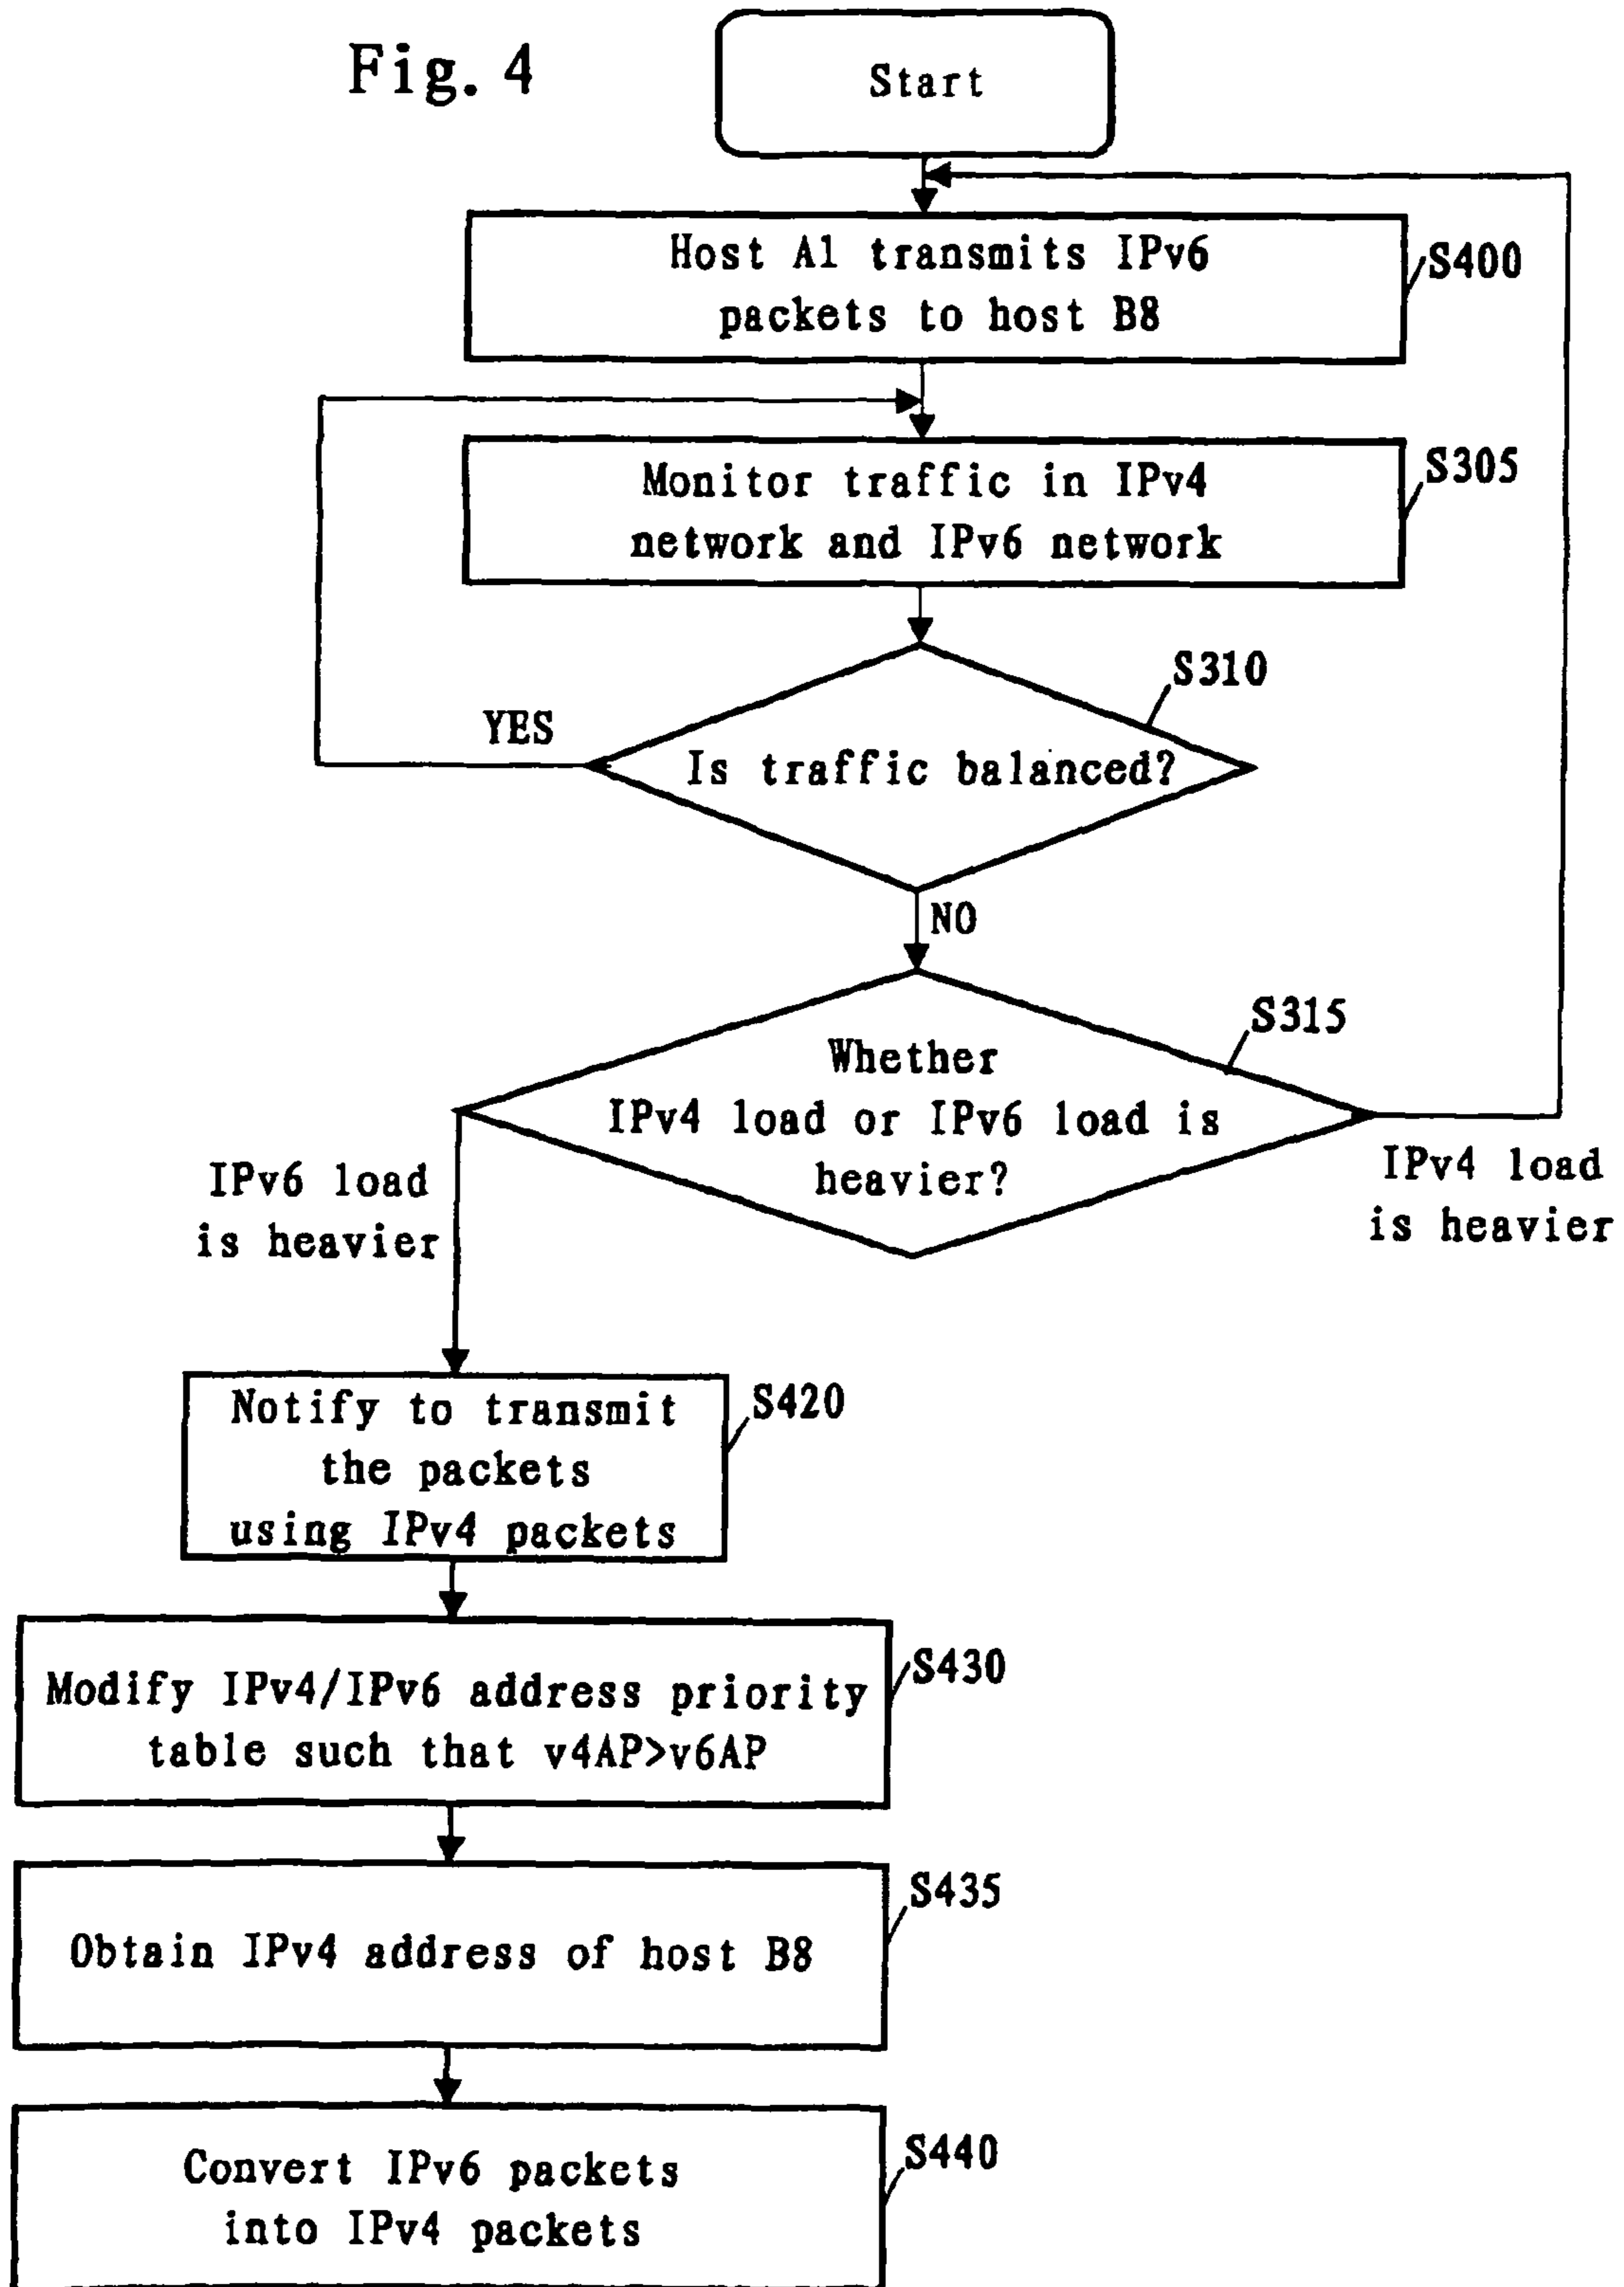 Fig. 4
Start
Host A1 transmits IPv6
packets to host B8
S400
Monitor traffic in IPv4
network and IPv6 network
S305
S310
YES
Is traffic balanced?
NO
S315
Whether
IPv4 load or IPv6 load is
heavier?
IPv6 load
is heavier
IPv4 load
is heavier
Notify to transmit
the packets
using IPv4 packets
S420
Modify IPv4/IPv6 address priority
table such that v4AP>v6AP
S430
Obtain IPv4 address of host B8
S435
Convert IPv6 packets
into IPv4 packets
S440